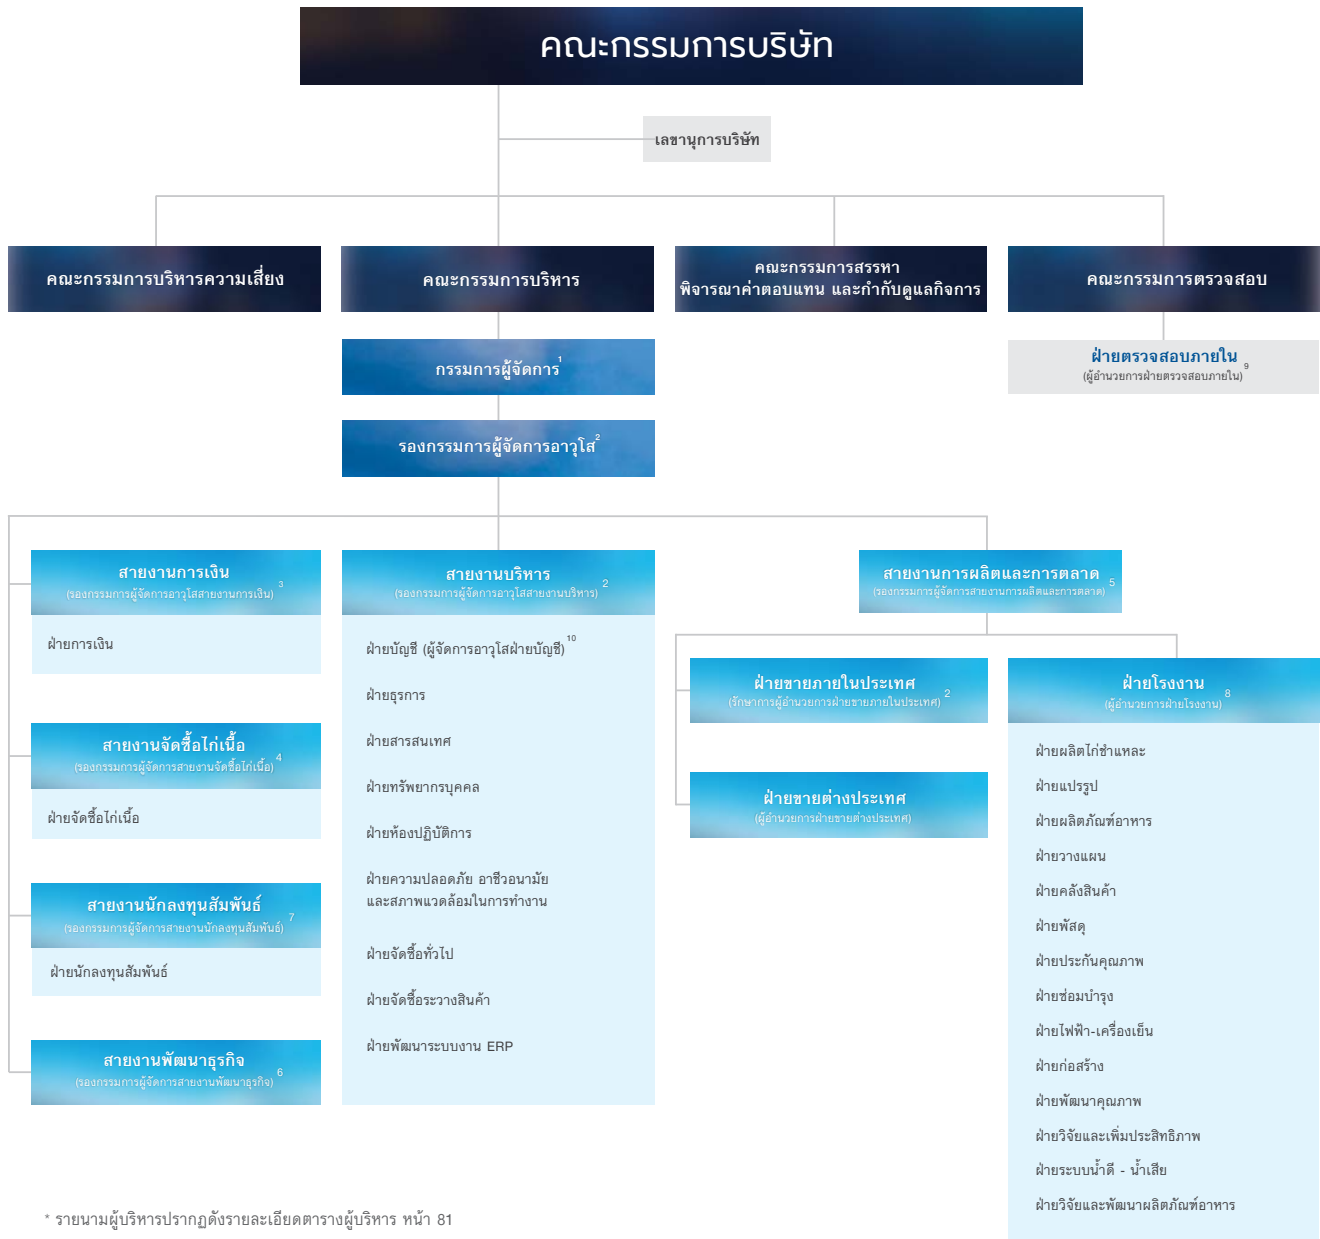 คณะกรรมการบริษัท
เลขานุการบริษัท
คณะกรรมการบริหารความเสี่ยง
คณะกรรมการบริหาร
คณะกรรมการสรรหา
พิจารณาค่าตอบแทน และกำกับดูแลกิจการ
คณะกรรมการตรวจสอบ
กรรมการผู้จัดการ 1
ฝ่ายตรวจสอบภายใน
(ผู้อำนวยการฝ่ายตรวจสอบภายใน) 9
รองกรรมการผู้จัดการอาวุโส 2
สายงานการเงิน
(รองกรรมการผู้จัดการอาวุโสสายงานการเงิน) 3
ฝ่ายการเงิน
สายงานจัดซื้อไก่เนื้อ
(รองกรรมการผู้จัดการสายงานจัดซื้อไก่เนื้อ) 4
ฝ่ายจัดซื้อไก่เนื้อ
สายงานนักลงทุนสัมพันธ์
(รองกรรมการผู้จัดการสายงานนักลงทุนสัมพันธ์) 7
ฝ่ายนักลงทุนสัมพันธ์
สายงานพัฒนาธุรกิจ
(รองกรรมการผู้จัดการสายงานพัฒนาธุรกิจ) 6
สายงานบริหาร
(รองกรรมการผู้จัดการอาวุโสสายงานบริหาร) 2
ฝ่ายบัญชี (ผู้จัดการอาวุโสฝ่ายบัญชี) 10
ฝ่ายธุรการ
ฝ่ายสารสนเทศ
ฝ่ายทรัพยากรบุคคล
ฝ่ายห้องปฏิบัติการ
ฝ่ายความปลอดภัย อาชีวอนามัย
และสภาพแวดล้อมในการทำงาน
ฝ่ายจัดซื้อทั่วไป
ฝ่ายจัดซื้อระวางสินค้า
ฝ่ายพัฒนาระบบงาน ERP
สายงานการผลิตและการตลาด
(รองกรรมการผู้จัดการสายงานการผลิตและการตลาด) 5
ฝ่ายขายภายในประเทศ
(รักษาการผู้อำนวยการฝ่ายขายภายในประเทศ) 2
ฝ่ายขายต่างประเทศ
(ผู้อำนวยการฝ่ายขายต่างประเทศ)
ฝ่ายโรงงาน
(ผู้อำนวยการฝ่ายโรงงาน) 8
ฝ่ายผลิตไก่ชำแหละ
ฝ่ายแปรรูป
ฝ่ายผลิตภัณฑ์อาหาร
ฝ่ายวางแผน
ฝ่ายคลังสินค้า
ฝ่ายพัสดุ
ฝ่ายประกันคุณภาพ
ฝ่ายซ่อมบำรุง
ฝ่ายไฟฟ้า-เครื่องเย็น
ฝ่ายก่อสร้าง
ฝ่ายพัฒนาคุณภาพ
ฝ่ายวิจัยและเพิ่มประสิทธิภาพ
ฝ่ายระบบน้ำดี - น้ำเสีย
ฝ่ายวิจัยและพัฒนาผลิตภัณฑ์อาหาร
* รายนามผู้บริหารปรากฏดังรายละเอียดตารางผู้บริหาร หน้า 81